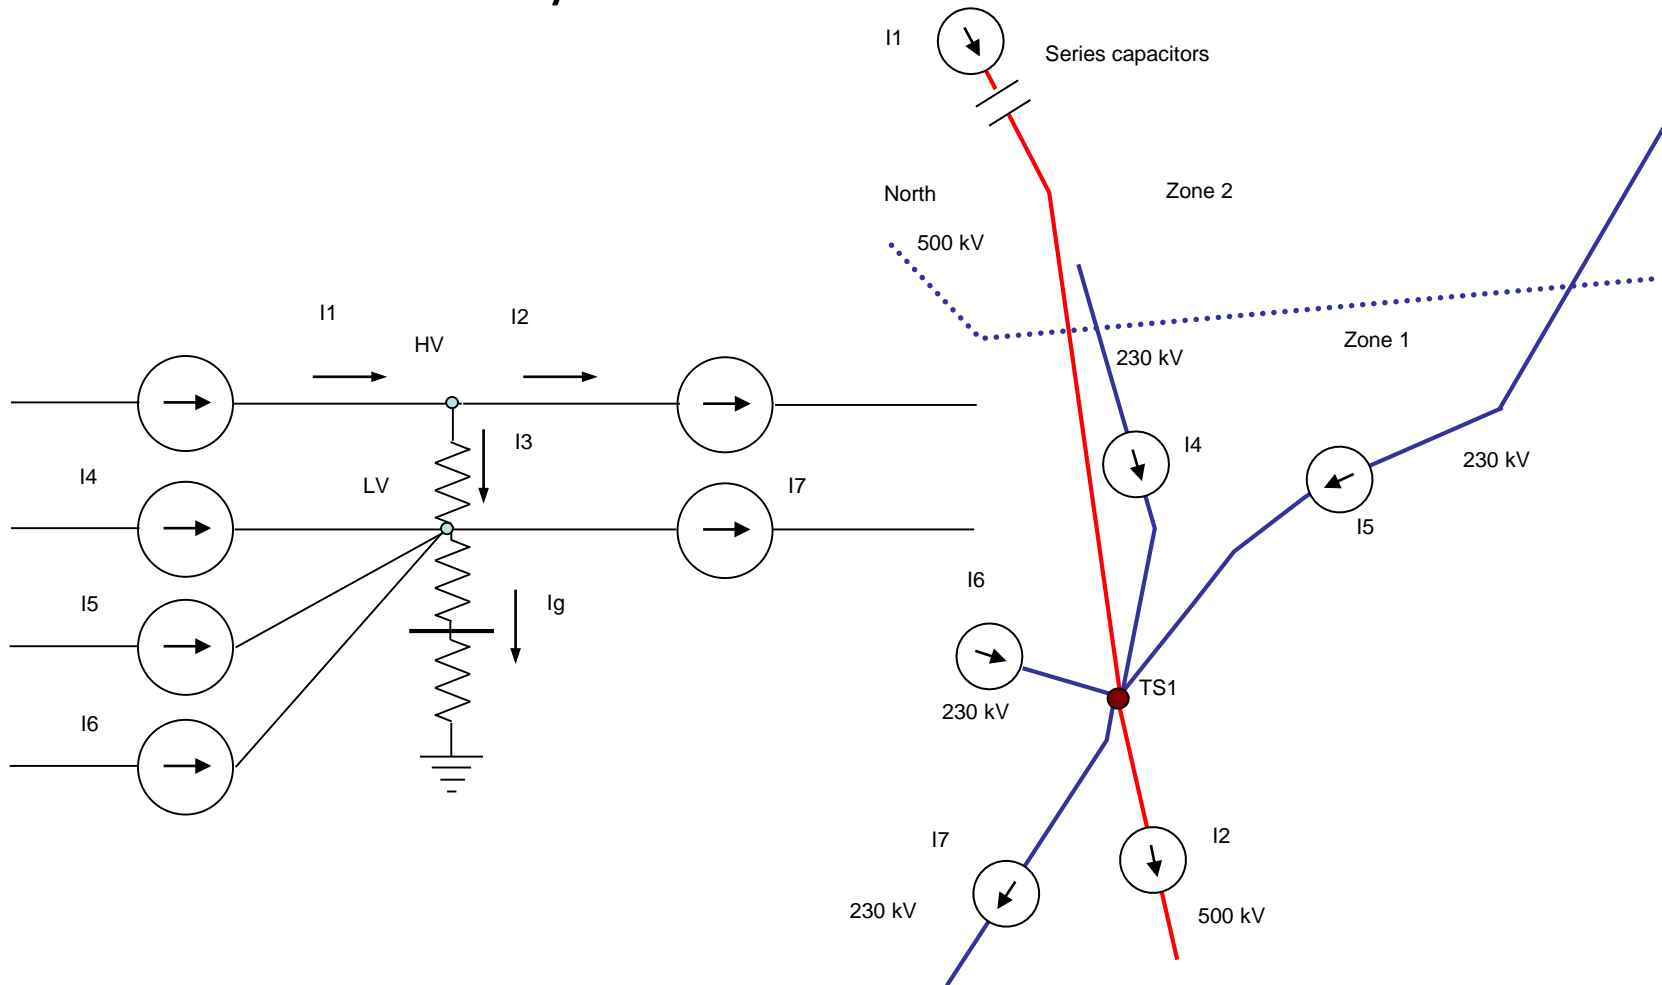 I1
Series capacitors
North
Zone 2
500 kV
I1
I2
HV
Zone 1
230 kV
I3
I4
I4
LV
I7
230 kV
I5
I6
I5
Ig
TS1
230 kV
I6
I7
I2
230 kV
500 kV